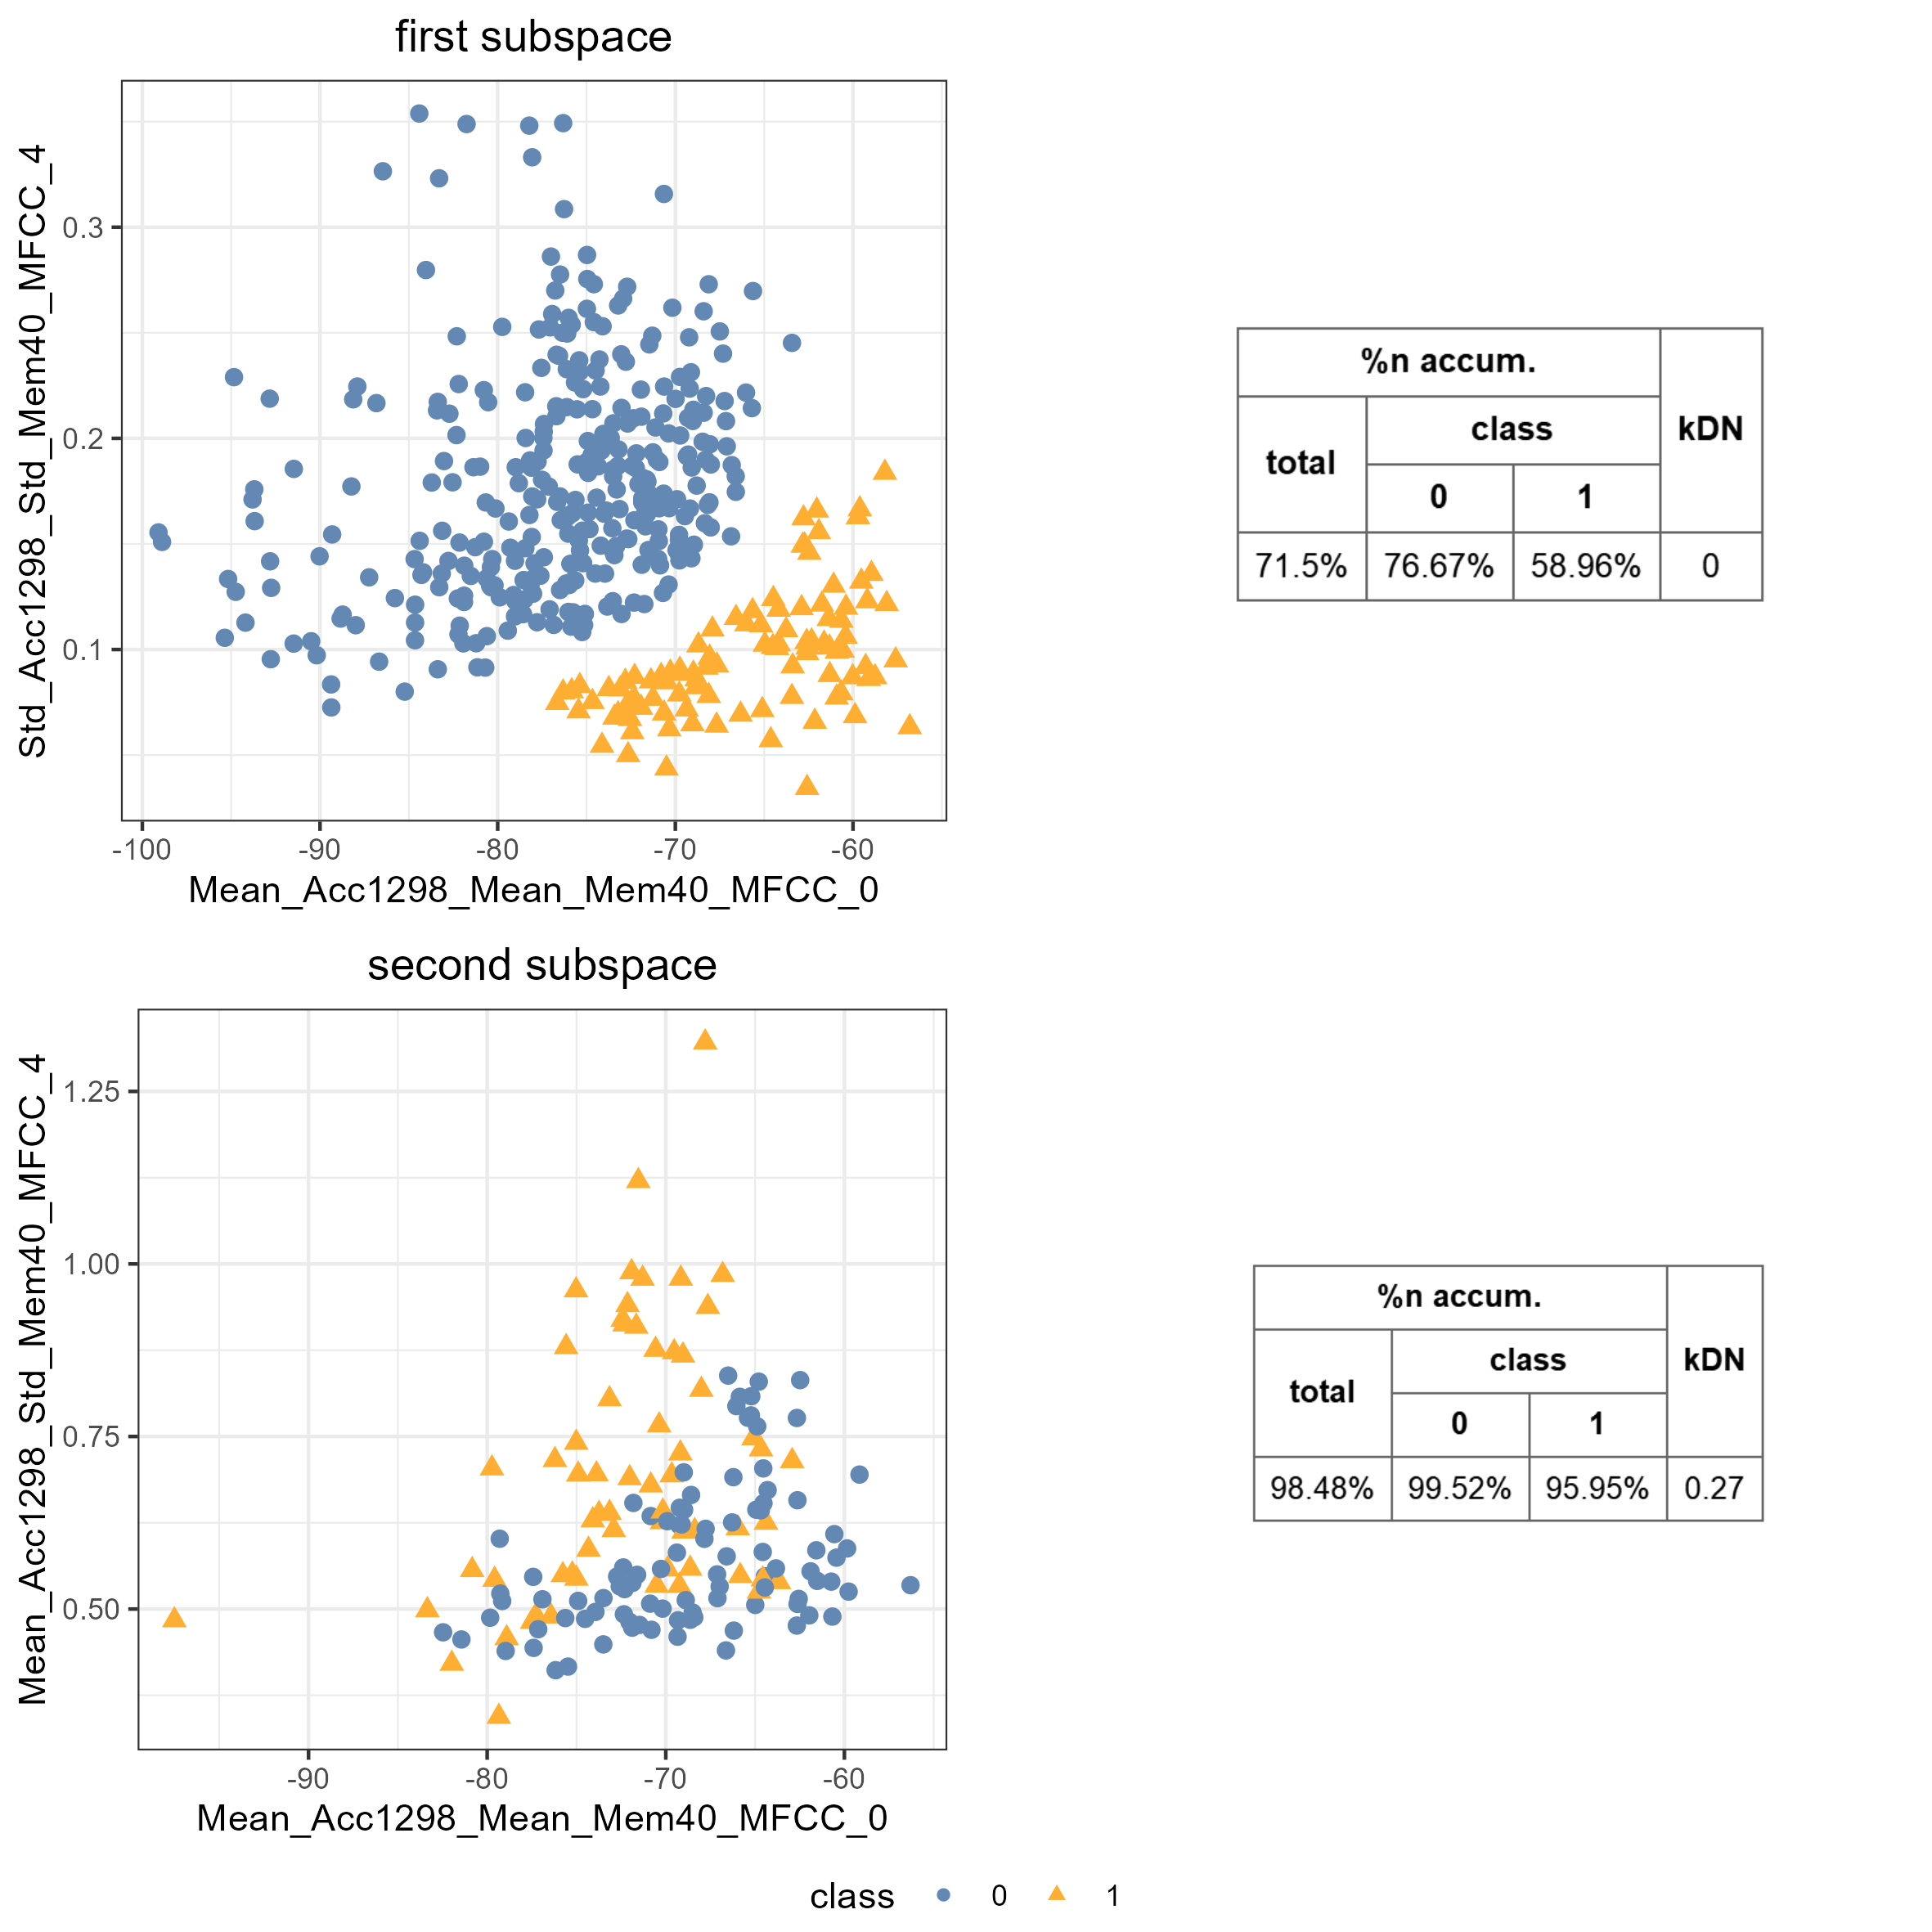 first subspace
Std_Acc1298_Std_Mem40_MFCC_4
0.3
0.2
0.1
-100
-90
-80
-70
-60
Mean_Acc1298_Mean_Mem40_MFCC_0
%n accum.
kDN
total
class
0
1
71.5%
76.67%
58.96%
0
second subspace
Mean_Acc1298_Std_Mem40_MFCC_4
1.25
1.00
0.75
0.50
-90
-80
-70
-60
Mean_Acc1298_Mean_Mem40_MFCC_0
%n accum.
kDN
total
class
0
1
98.48%
99.52%
95.95%
0.27
class
0
1